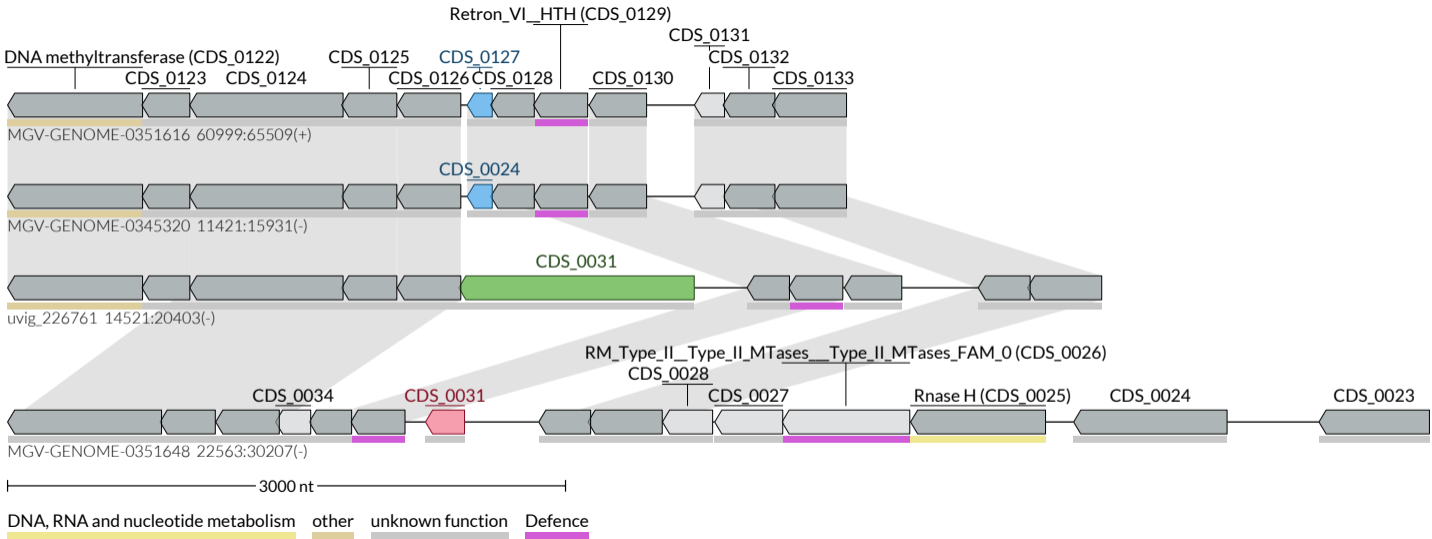 Retron_VI__HTH (CDS_0129)
CDS_0131
DNA methyltransferase (CDS_0122) CDS_0125 CDS_0127 CDS_0132
CDS_0123 CDS_0124 CDS_0126 CDS_0128 CDS_0130 CDS_0133
MGV-GENOME-0351616 60999:65509(+)
CDS_0024
MGV-GENOME-0345320 11421:15931(-)
CDS_0031
uvig_226761 14521:20403(-)
RM_Type_II__Type_II_MTases___Type_II_MTases_FAM_0 (CDS_0026)
CDS_0028
CDS_0034 CDS_0031 CDS_0027 Rnase H (CDS_0025) CDS_0024 CDS_0023
MGV-GENOME-0351648 22563:30207(-)
3000 nt
DNA, RNA and nucleotide metabolism other unknown function Defence